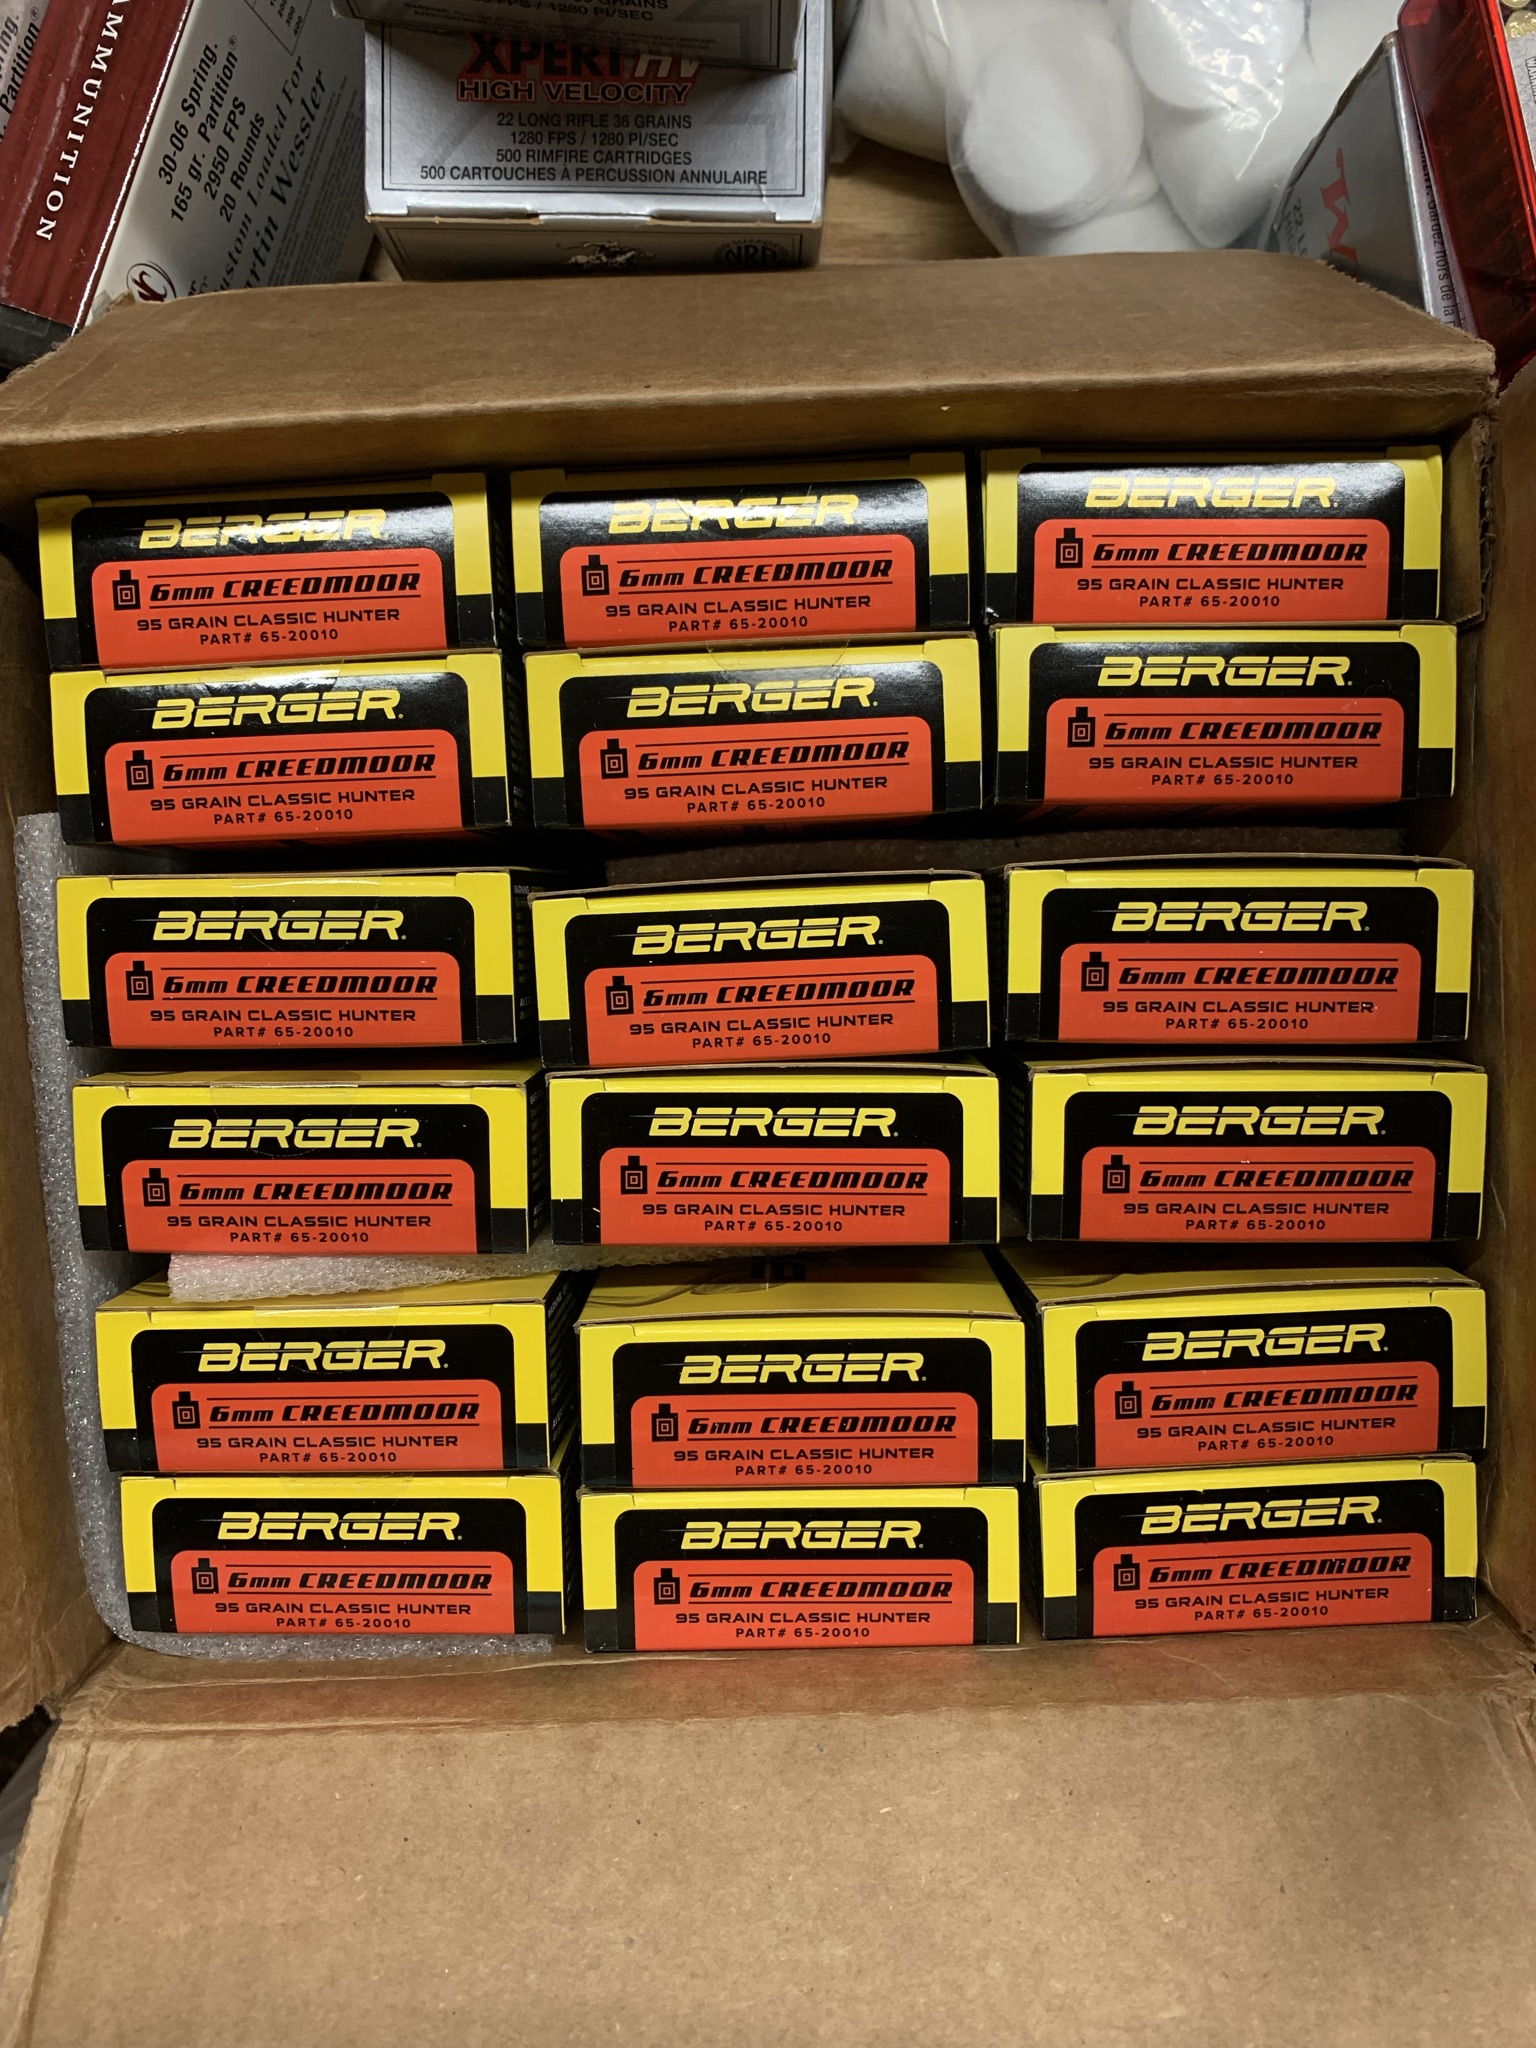 AMMUNITION
Partition®
30-06 Spring.
165 gr. Partition®
2950 FPS
20 Rounds
Custom Loaded For
Martin Wessler
GRAINS
FPS / 1280 PI/SEC
XPERT HV
HIGH VELOCITY
22 LONG RIFLE 36 GRAINS
1280 FPS / 1280 PI/SEC
500 RIMFIRE CARTRIDGES
500 CARTOUCHES À PERCUSSION ANNULAIRE
NRA
BERGER
6mm CREEDMOOR
95 GRAIN CLASSIC HUNTER
PART# 65-20010
BERGER
6mm CREEDMOOR
95 GRAIN CLASSIC HUNTER
PART# 65-20010
BERGER
6mm CREEDMOOR
95 GRAIN CLASSIC HUNTER
PART# 65-20010
BERGER.
6mm CREEDMOOR
95 GRAIN CLASSIC HUNTER
PART# 65-20010
BERGER.
6mm CREEDMOOR
95 GRAIN CLASSIC HUNTER
PART# 65-20010
BERGER.
6mm CREEDMOOR
95 GRAIN CLASSIC HUNTER
PART# 65-20010
BERGER.
6mm CREEDMOOR
95 GRAIN CLASSIC HUNTER
PART# 65-20010
BERGER.
6mm CREEDMOOR
95 GRAIN CLASSIC HUNTER
PART# 65-20010
BERGER.
6mm CREEDMOOR
95 GRAIN CLASSIC HUNTER
PART# 65-20010
BERGER.
6mm CREEDMOOR
95 GRAIN CLASSIC HUNTER
PART# 65-20010
BERGER.
6mm CREEDMOOR
95 GRAIN CLASSIC HUNTER
PART# 65-20010
BERGER.
6mm CREEDMOOR
95 GRAIN CLASSIC HUNTER
PART# 65-20010
BERGER.
6mm CREEDMOOR
95 GRAIN CLASSIC HUNTER
PART# 65-20010
BERGER.
6mm CREEDMOOR
95 GRAIN CLASSIC HUNTER
PART# 65-20010
BERGER.
6mm CREEDMOOR
95 GRAIN CLASSIC HUNTER
PART# 65-20010
BERGER.
6mm CREEDMOOR
95 GRAIN CLASSIC HUNTER
PART# 65-20010
BERGER.
6mm CREEDMOOR
95 GRAIN CLASSIC HUNTER
PART# 65-20010
BERGER.
6mm CREEDMOOR
95 GRAIN CLASSIC HUNTER
PART# 65-20010